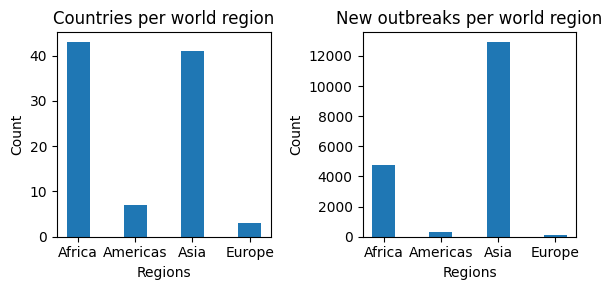 Countries per world region
Count
40
30
20
10
0
Africa Americas Asia Europe
Regions
New outbreaks per world region
Count
12000
10000
8000
6000
4000
2000
0
Africa Americas Asia Europe
Regions